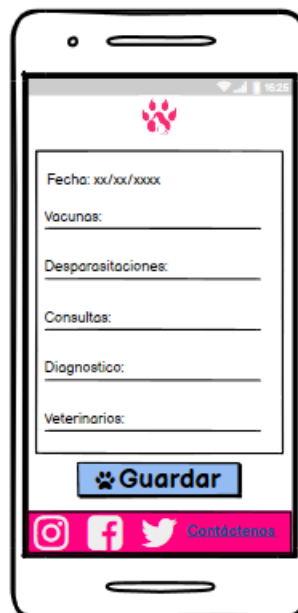 16:25
Fecha: xx/xx/xxxx
Vacunas:
Desparasitaciones:
Consultas:
Diagnostico:
Veterinarios:
Guardar
Contáctenos